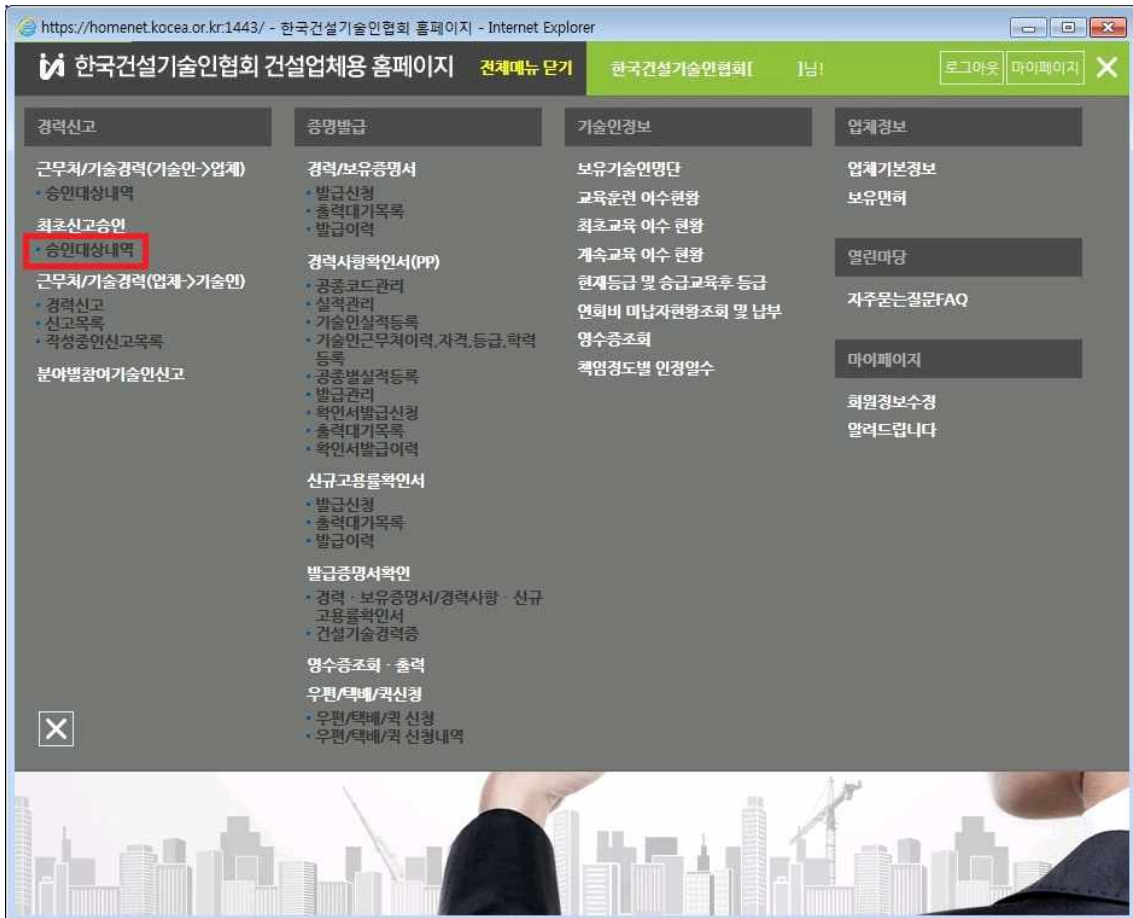 https://homenet.kocea.or.kr:1443/ - 한국건설기술인협회 홈페이지 - Internet Explorer
한국건설기술인협회 건설업체용 홈페이지 전체메뉴 닫기 한국건설기술인협회[ ]님! 로그아웃 마이페이지
경력신고
근무처/기술경력(기술인->업체)
승인대상내역
최초신고승인
승인대상내역
근무처/기술경력(업체->기술인)
경력신고
신고목록
작성중인신고목록
분야별참여기술인신고
증명발급
경력/보유증명서
발급신청
출력대기목록
발급이력
경력사항확인서(PP)
공종코드관리
실적관리
기술인실적등록
기술인근무처이력,자격,등급,학력
등록
공종별실적등록
발급관리
확인서발급신청
출력대기목록
확인서발급이력
신규고용률확인서
발급신청
출력대기목록
발급이력
발급증명서확인
경력ㆍ보유증명서/경력사항ㆍ신규
고용률확인서
건설기술경력증
영수증조회ㆍ출력
우편/택배/퀵신청
우편/택배/퀵 신청
우편/택배/퀵 신청내역
기술인정보
보유기술인명단
교육훈련 이수현황
최초교육 이수 현황
계속교육 이수 현황
현재등급 및 승급교육후 등급
연회비 미납자현황조회 및 납부
영수증조회
책임정도별 인정일수
업체정보
업체기본정보
보유면허
열린마당
자주묻는질문FAQ
마이페이지
회원정보수정
알려드립니다